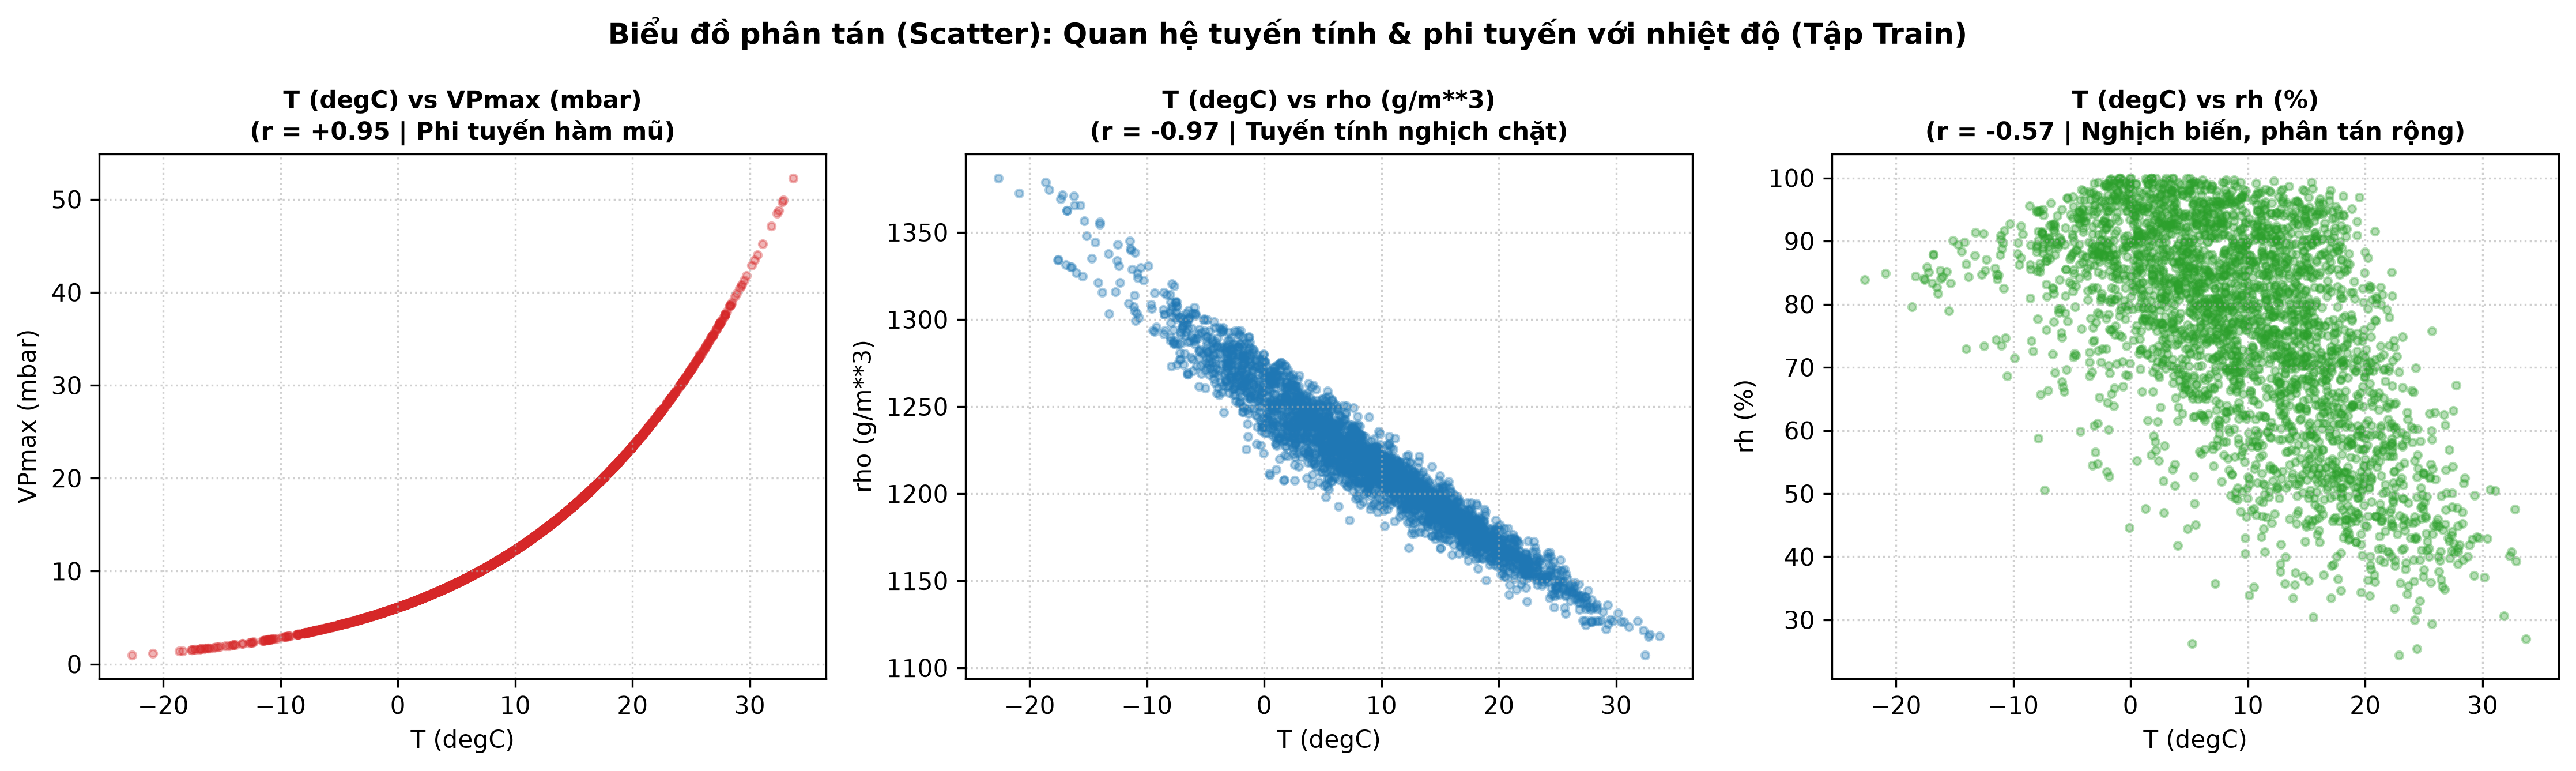 Biểu đồ phân tán (Scatter): Quan hệ tuyến tính & phi tuyến với nhiệt độ (Tập Train)
T (degC) vs VPmax (mbar)
(r = +0.95 | Phi tuyến hàm mũ)
VPmax (mbar)
50
40
30
20
10
0
−20 −10 0 10 20 30
T (degC)
T (degC) vs rho (g/m**3)
(r = -0.97 | Tuyến tính nghịch chặt)
rho (g/m**3)
1350
1300
1250
1200
1150
1100
−20 −10 0 10 20 30
T (degC)
T (degC) vs rh (%)
(r = -0.57 | Nghịch biến, phân tán rộng)
rh (%)
100
90
80
70
60
50
40
30
−20 −10 0 10 20 30
T (degC)